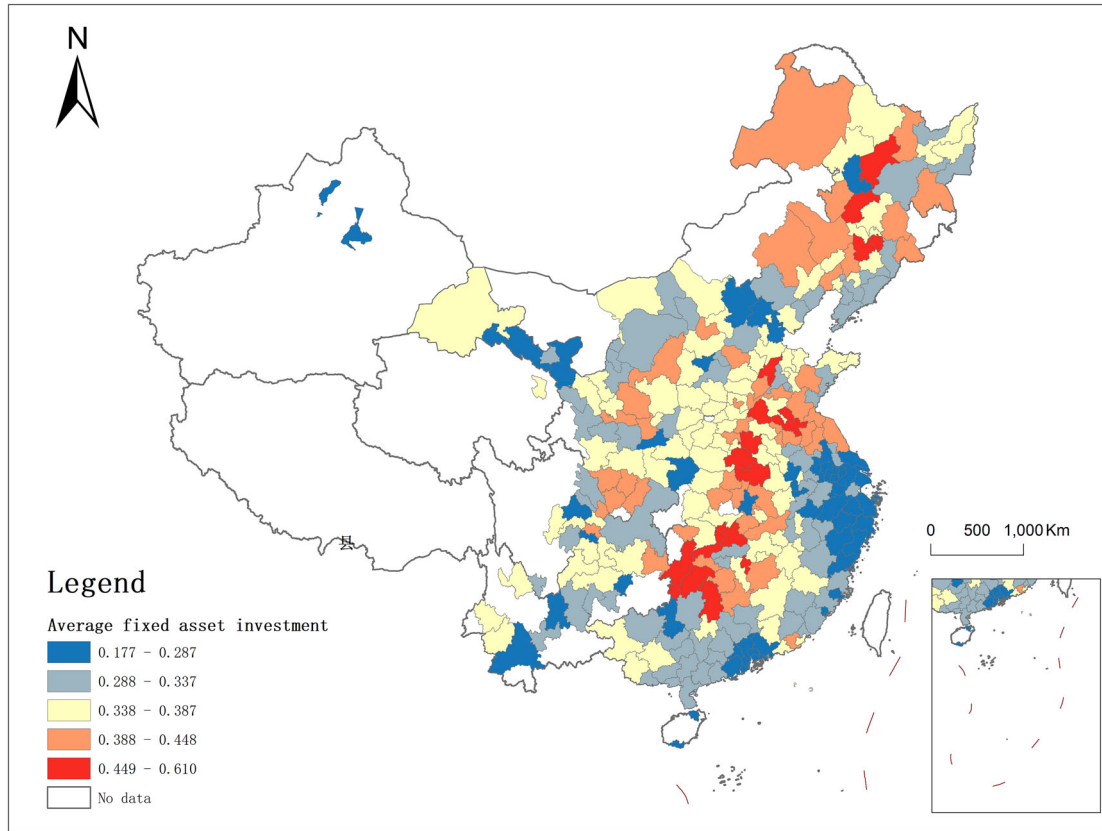 N
县
0 500 1,000 Km
Legend
Average fixed asset investment
0.177 - 0.287
0.288 - 0.337
0.338 - 0.387
0.388 - 0.448
0.449 - 0.610
No data